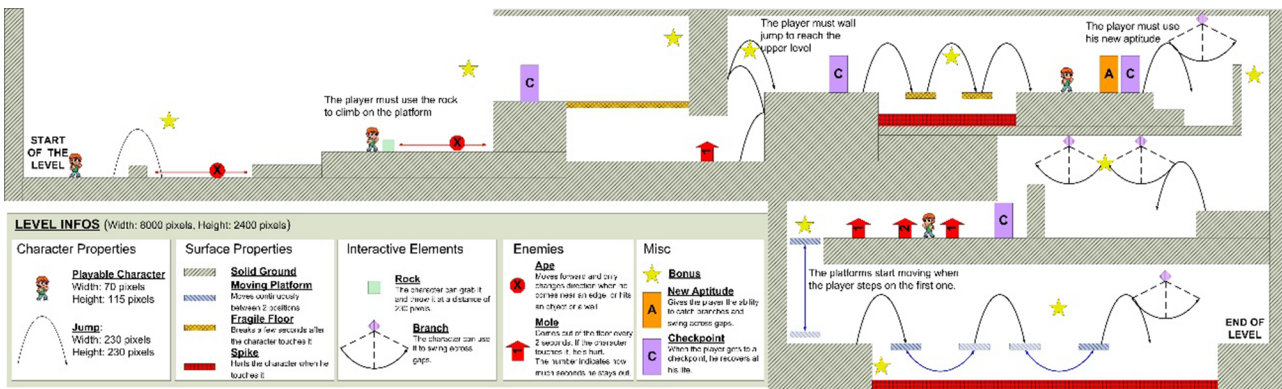 The player must wall
jump to reach the
upper level
The player must use
his new aptitude
C
C
A
C
The player must use the rock
to climb on the platform
START
OF THE
LEVEL
X
X
1
C
1
2
1
The platforms start moving when
the player steps on the first one.
END OF
LEVEL
LEVEL INFOS (Width: 8000 pixels, Height: 2400 pixels)
Character Properties
Playable Character
Width: 70 pixels
Height: 115 pixels
Jump:
Width: 230 pixels
Height: 230 pixels
Surface Properties
Solid Ground
Moving Platform
Moves continuously
between 2 positions
Fragile Floor
Breaks a few seconds after
the character touches it
Spike
Hurts the character when he
touches it
Interactive Elements
Rock
The character can grab it
and throw it at a distance of
200 pixels.
Branch
The character can use
it to swing across
gaps.
Enemies
X
Ape
Moves forward and only
changes direction when he
comes near an edge, or hits
an object or a wall.
1
Mole
Comes out of the floor every
2 seconds. If the character
touches it, he's hurt.
The number indicates how
much seconds he stays out.
Misc
Bonus
A
New Aptitude
Gives the player the ability
to catch branches and
swing across gaps.
C
Checkpoint
When the player gets to a
checkpoint, he recovers all
his life.